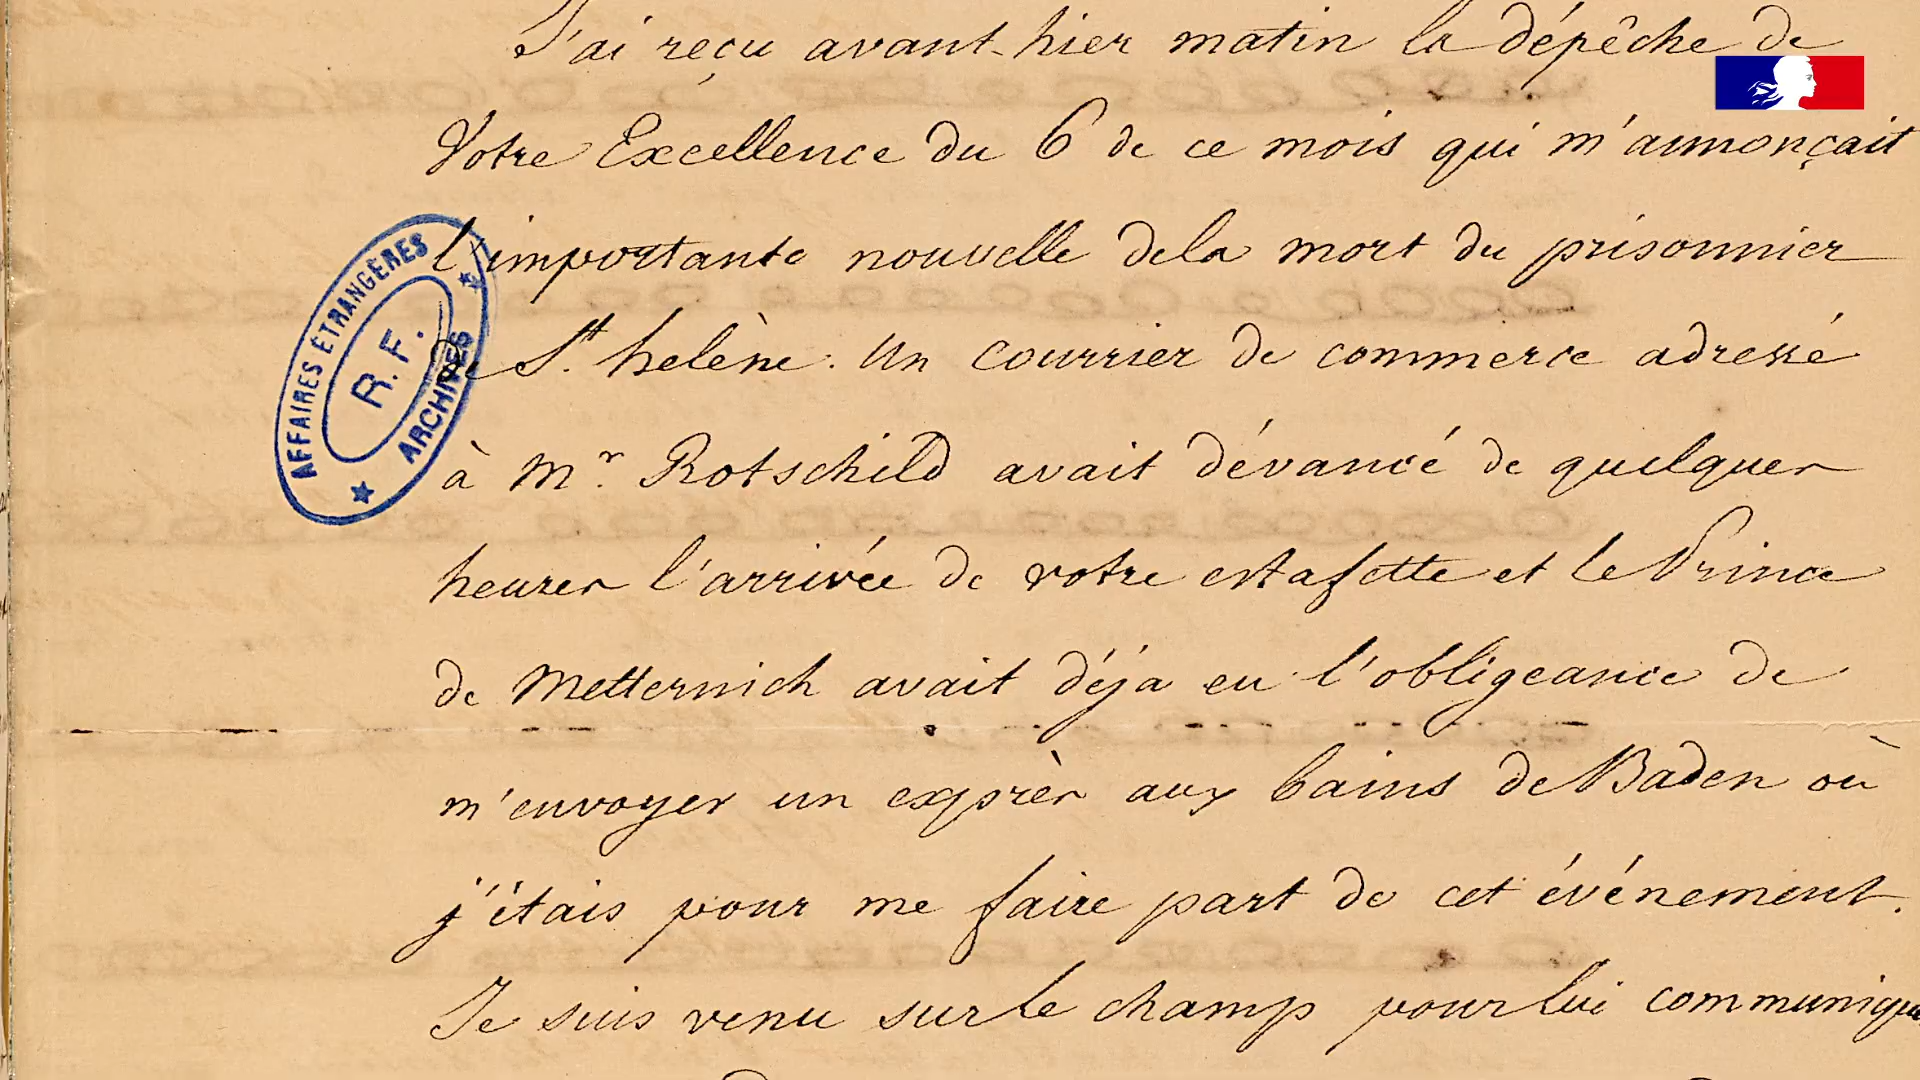 J'ai reçu avant-hier matin la dépêche de
Votre Excellence du 6 de ce mois qui m'annonçait
l'importante nouvelle dela mort du prisonnier
de St. helène. Un courrier de commerce adressé
à Mr. Rotschild avait dévancé de quelques
heures l'arrivée de votre estafette et le Prince
de Metternich avait déja eu l'obligeance de
m'envoyer un exprès aux bains de Baden où
j'étais pour me faire part de cet événement.
Je suis venu sur le champ pour lui communique
AFFAIRES ÉTRANGÈRES
R.F.
ARCHIVES